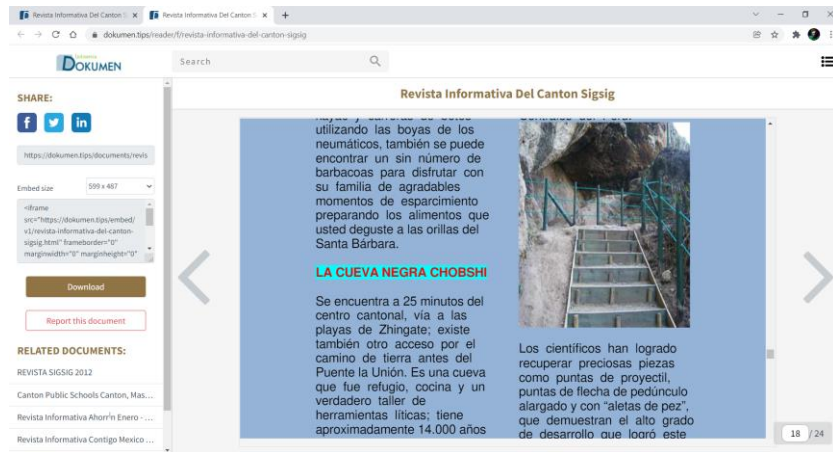 Revista Informativa Del Canton S
Revista Informativa Del Canton S
dokumen.tips/reader/f/revista-informativa-del-canton-sigsig
DOKUMEN
Search
SHARE:
https://dokumen.tips/documents/revis
Embed size
599 x 487
<iframe
src="https://dokumen.tips/embed/
v1/revista-informativa-del-canton-
sigsig.html" frameborder="0"
marginwidth="0" marginheight="0"
Download
Report this document
RELATED DOCUMENTS:
REVISTA SIGSIG 2012
Canton Public Schools Canton, Mas...
Revista Informativa Ahorrîn Enero - ...
Revista Informativa Contigo Mexico ...
Revista Informativa Del Canton Sigsig
utilizando las boyas de los
neumáticos, también se puede
encontrar un sin número de
barbacoas para disfrutar con
su familia de agradables
momentos de esparcimiento
preparando los alimentos que
usted deguste a las orillas del
Santa Bárbara.
LA CUEVA NEGRA CHOBSHI
Se encuentra a 25 minutos del
centro cantonal, vía a las
playas de Zhingate; existe
también otro acceso por el
camino de tierra antes del
Puente la Unión. Es una cueva
que fue refugio, cocina y un
verdadero taller de
herramientas líticas; tiene
aproximadamente 14.000 años
Los científicos han logrado
recuperar preciosas piezas
como puntas de proyectil,
puntas de flecha de pedúnculo
alargado y con "aletas de pez",
que demuestran el alto grado
de desarrollo que logró este
18 / 24